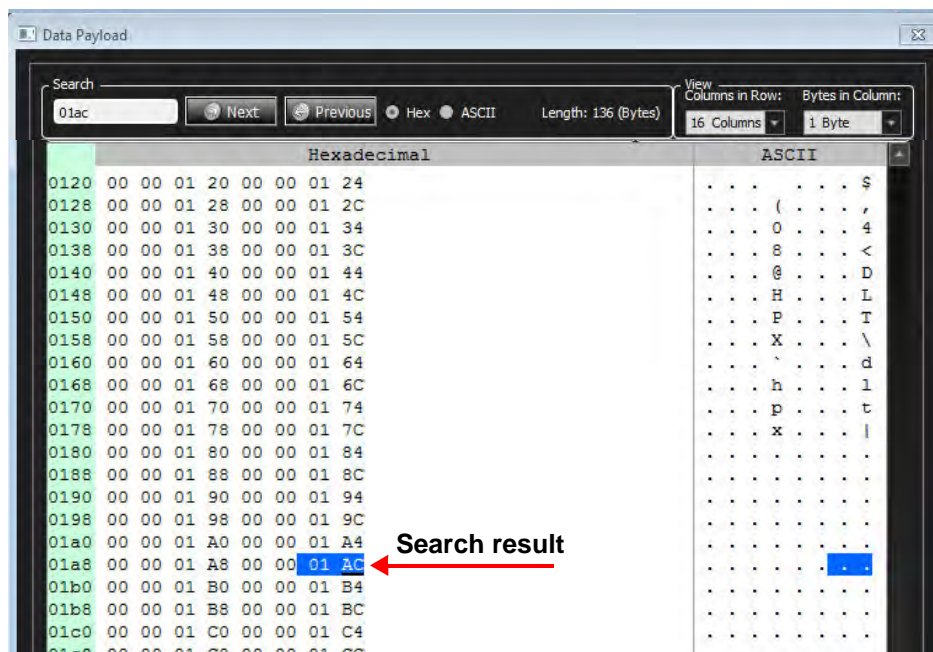 Data Payload
Search
01ac Next Previous Hex ASCII Length: 136 (Bytes)
View
Columns in Row: Bytes in Column:
16 Columns 1 Byte
Hexadecimal ASCII
0120 00 00 01 20 00 00 01 24 . . . . . . $
0128 00 00 01 28 00 00 01 2C . . . ( . . . ,
0130 00 00 01 30 00 00 01 34 . . . 0 . . . 4
0138 00 00 01 38 00 00 01 3C . . . 8 . . . <
0140 00 00 01 40 00 00 01 44 . . . @ . . . D
0148 00 00 01 48 00 00 01 4C . . . H . . . L
0150 00 00 01 50 00 00 01 54 . . . P . . . T
0158 00 00 01 58 00 00 01 5C . . . X . . . \
0160 00 00 01 60 00 00 01 64 . . . ` . . . d
0168 00 00 01 68 00 00 01 6C . . . h . . . l
0170 00 00 01 70 00 00 01 74 . . . p . . . t
0178 00 00 01 78 00 00 01 7C . . . x . . . |
0180 00 00 01 80 00 00 01 84 . . . . . . . .
0188 00 00 01 88 00 00 01 8C . . . . . . . .
0190 00 00 01 90 00 00 01 94 . . . . . . . .
0198 00 00 01 98 00 00 01 9C . . . . . . . .
01a0 00 00 01 A0 00 00 01 A4 . . . . . . . .
Search result
01a8 00 00 01 A8 00 00 01 AC . . . . . . . .
01b0 00 00 01 B0 00 00 01 B4 . . . . . . . .
01b8 00 00 01 B8 00 00 01 BC . . . . . . . .
01c0 00 00 01 C0 00 00 01 C4 . . . . . . . .